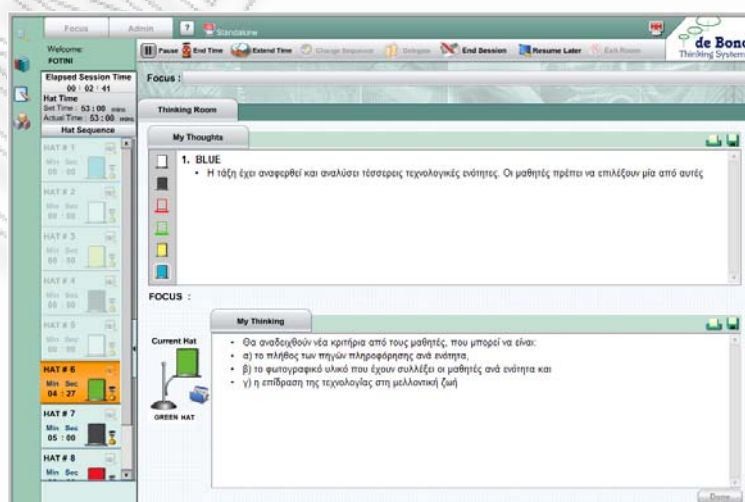 Focus
Admin
?
Standalone
de Bono
Thinking Systems
Welcome:
FOTINI
Pause
End Time
Extend Time
Change Sequence
Delegate
End Session
Resume Later
Exit Room
Elapsed Session Time
00 : 02 : 41
Hat Time
Set Time : 53 : 00 mins
Actual Time : 53 : 00 mins
Hat Sequence
Focus :
Thinking Room
My Thoughts
1. BLUE
• Η τάξη έχει αναφερθεί και αναλύσει τέσσερεις τεχνολογικές ενότητες. Οι μαθητές πρέπει να επιλέξουν μία από αυτές
HAT # 1
Min Sec
00 : 00
HAT # 2
Min Sec
00 : 00
HAT # 3
Min Sec
00 : 00
HAT # 4
Min Sec
00 : 00
HAT # 5
Min Sec
00 : 00
HAT # 6
Min Sec
04 : 27
HAT # 7
Min Sec
05 : 00
HAT # 8
Min Sec
FOCUS :
My Thinking
Current Hat
GREEN HAT
• Θα αναδειχθούν νέα κριτήρια από τους μαθητές, που μπορεί να είναι:
• α) το πλήθος των πηγών πληροφόρησης ανά ενότητα,
• β) το φωτογραφικό υλικό που έχουν συλλέξει οι μαθητές ανά ενότητα και
• γ) η επίδραση της τεχνολογίας στη μελλοντική ζωή
Done